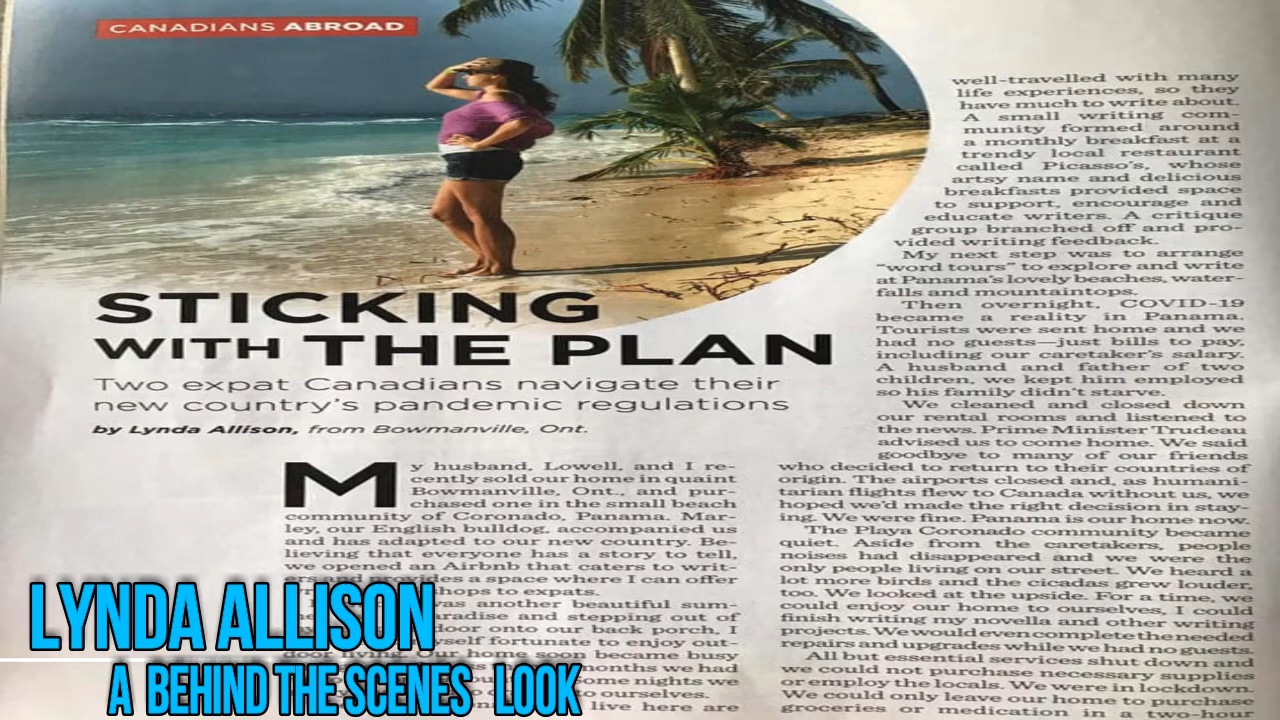 CANADIANS ABROAD
STICKING
WITH THE PLAN
Two expat Canadians navigate their
new country's pandemic regulations
by Lynda Allison, from Bowmanville, Ont.
My husband, Lowell, and I re-
cently sold our home in quaint
Bowmanville, Ont., and pur-
chased one in the small beach
community of Coronado, Panama. Mar-
ley, our English bulldog, accompanied us
and has adapted to our new country. Be-
lieving that everyone has a story to tell,
we opened an Airbnb that caters to writ-
ers and provides a space where I can offer
hops to expats.
was another beautiful sum-
aradise and stepping out of
door onto our back porch, I
self fortunate to enjoy out-
door living. Our home soon became busy
months we had
ome nights we
o ourselves.
live here are
well-travelled with many
life experiences, so they
have much to write about.
A small writing com-
munity formed around
a monthly breakfast at a
trendy local restaurant
called Picasso's, whose
artsy name and delicious
breakfasts provided space
to support, encourage and
educate writers. A critique
group branched off and pro-
vided writing feedback.
My next step was to arrange
"word tours" to explore and write
at Panama's lovely beaches, water-
falls and mountaintops.
Then overnight, COVID-19
became a reality in Panama.
Tourists were sent home and we
had no guests—just bills to pay,
including our caretaker's salary.
A husband and father of two
children, we kept him employed
so his family didn't starve.
We cleaned and closed down
our rental rooms and listened to
the news. Prime Minister Trudeau
advised us to come home. We said
goodbye to many of our friends
who decided to return to their countries of
origin. The airports closed and, as humani-
tarian flights flew to Canada without us, we
hoped we'd made the right decision in stay-
ing. We were fine. Panama is our home now.
The Playa Coronado community became
quiet. Aside from the caretakers, people
noises had disappeared and we were the
only people living on our street. We heard a
lot more birds and the cicadas grew louder,
too. We looked at the upside. For a time, we
could enjoy our home to ourselves, I could
finish writing my novella and other writing
projects. We would even complete the needed
repairs and upgrades while we had no guests.
All but essential services shut down and
we could not purchase necessary supplies
or employ the locals. We were in lockdown.
We could only leave our home to purchase
groceries or medication in a two-hour
LYNDA ALLISON
A BEHIND THE SCENES LOOK